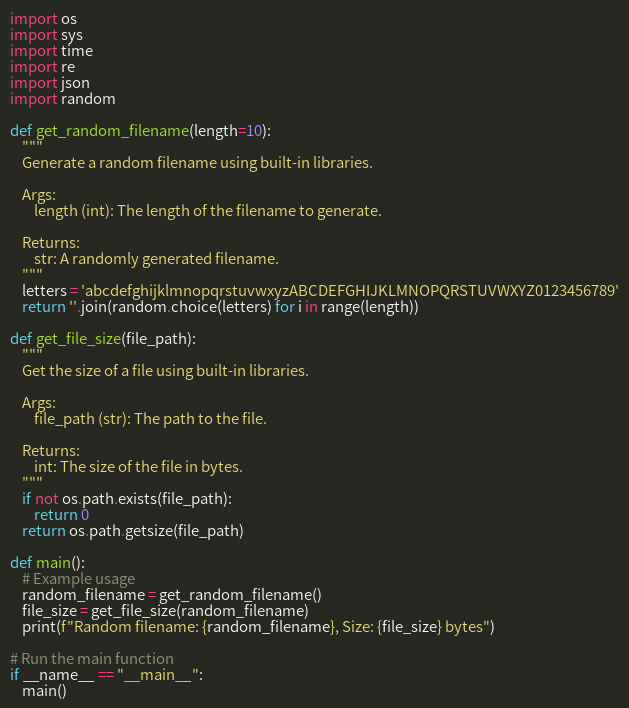 import os
import sys
import time
import re
import json
import random

def get_random_filename(length=10):
    """
    Generate a random filename using built-in libraries.

    Args:
        length (int): The length of the filename to generate.

    Returns:
        str: A randomly generated filename.
    """
    letters = 'abcdefghijklmnopqrstuvwxyzABCDEFGHIJKLMNOPQRSTUVWXYZ0123456789'
    return ''.join(random.choice(letters) for i in range(length))

def get_file_size(file_path):
    """
    Get the size of a file using built-in libraries.

    Args:
        file_path (str): The path to the file.

    Returns:
        int: The size of the file in bytes.
    """
    if not os.path.exists(file_path):
        return 0
    return os.path.getsize(file_path)

def main():
    # Example usage
    random_filename = get_random_filename()
    file_size = get_file_size(random_filename)
    print(f"Random filename: {random_filename}, Size: {file_size} bytes")

# Run the main function
if __name__ == "__main__":
    main()